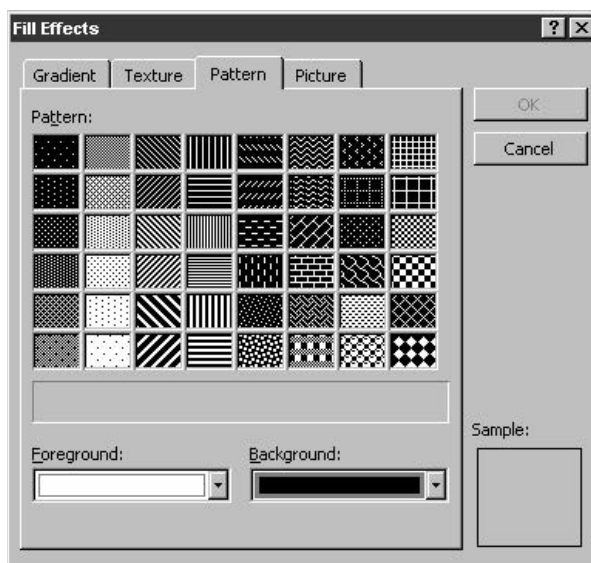 Fill Effects
Gradient Texture Pattern Picture
OK
Pattern:
Cancel
Sample:
Foreground: Background: